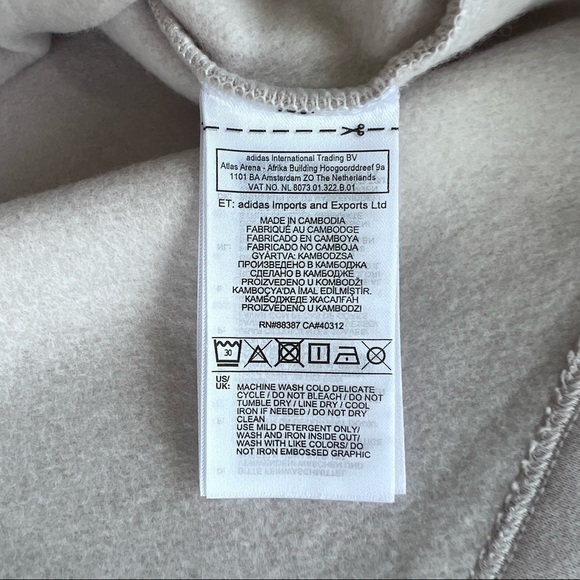 adidas International Trading BV
Atlas Arena - Afrika Building Hoogoorddreef 9a
1101 BA Amsterdam ZO The Netherlands
VAT NO. NL 8073.01.322.B.01
ET: adidas Imports and Exports Ltd
MADE IN CAMBODIA
FABRIQUÉ AU CAMBODGE
FABRICADO EN CAMBOYA
FABRICADO NO CAMBOJA
GYÁRTVA: KAMBODZSA
ПРОИЗВЕДЕНО В КАМБОДЖА
СДЕЛАНО В КАМБОДЖЕ
PROIZVEDENO U KOMBODŽI
KAMBOÇYA'DA İMAL EDİLMİŞTİR.
КАМБОДЖЕДЕ ЖАСАЛҒАН
PROIZVEDENO U KAMBODZI
RN#88387 CA#40312
30
US/
UK:
MACHINE WASH COLD DELICATE
CYCLE / DO NOT BLEACH / DO NOT
TUMBLE DRY / LINE DRY / COOL
IRON IF NEEDED / DO NOT DRY
CLEAN
USE MILD DETERGENT ONLY/
WASH AND IRON INSIDE OUT/
WASH WITH LIKE COLORS/ DO
NOT IRON EMBOSSED GRAPHIC